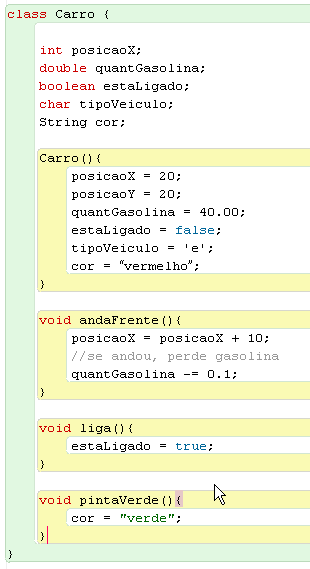 class Carro {
int posicaoX;
double quantGasolina;
boolean estaLigado;
char tipoVeiculo;
String cor;
Carro(){
posicaoX = 20;
posicaoY = 20;
quantGasolina = 40.00;
estaLigado = false;
tipoVeiculo = 'e';
cor = “vermelho”;
}
void andaFrente(){
posicaoX = posicaoX + 10;
//se andou, perde gasolina
quantGasolina -= 0.1;
}
void liga(){
estaLigado = true;
}
void pintaVerde(){
cor = "verde";
}
}